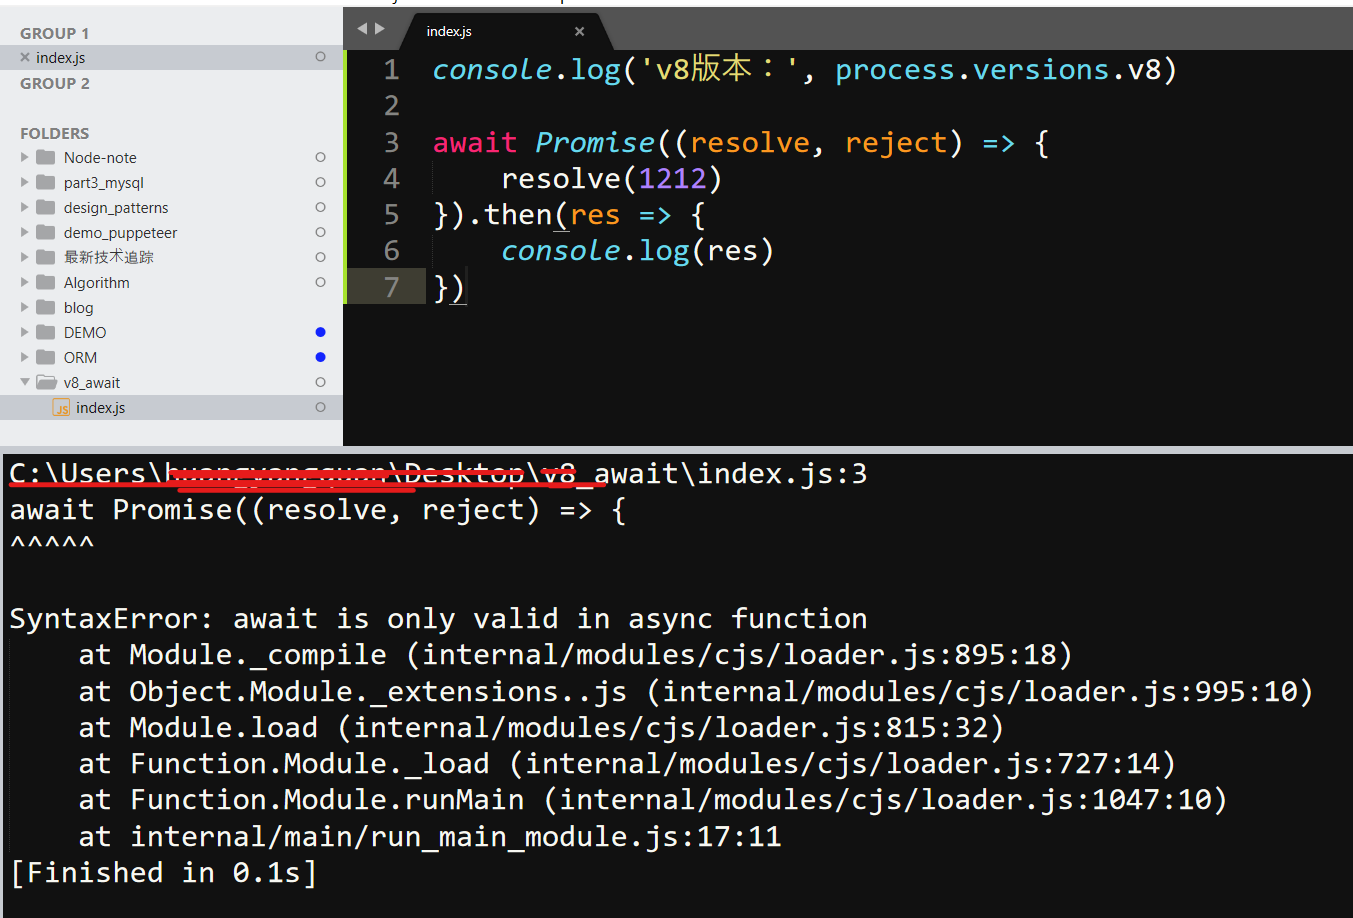 GROUP 1
index.js
GROUP 2
FOLDERS
Node-note
part3_mysql
design_patterns
demo_puppeteer
最新技术追踪
Algorithm
blog
DEMO
ORM
v8_await
JS index.js
index.js
1 console.log('v8版本：', process.versions.v8)
2
3 await Promise((resolve, reject) => {
4 resolve(1212)
5 }).then(res => {
6 console.log(res)
7 })
C:\Users\ \Desktop\v8_await\index.js:3
await Promise((resolve, reject) => {
^^^^^
SyntaxError: await is only valid in async function
at Module._compile (internal/modules/cjs/loader.js:895:18)
at Object.Module._extensions..js (internal/modules/cjs/loader.js:995:10)
at Module.load (internal/modules/cjs/loader.js:815:32)
at Function.Module._load (internal/modules/cjs/loader.js:727:14)
at Function.Module.runMain (internal/modules/cjs/loader.js:1047:10)
at internal/main/run_main_module.js:17:11
[Finished in 0.1s]